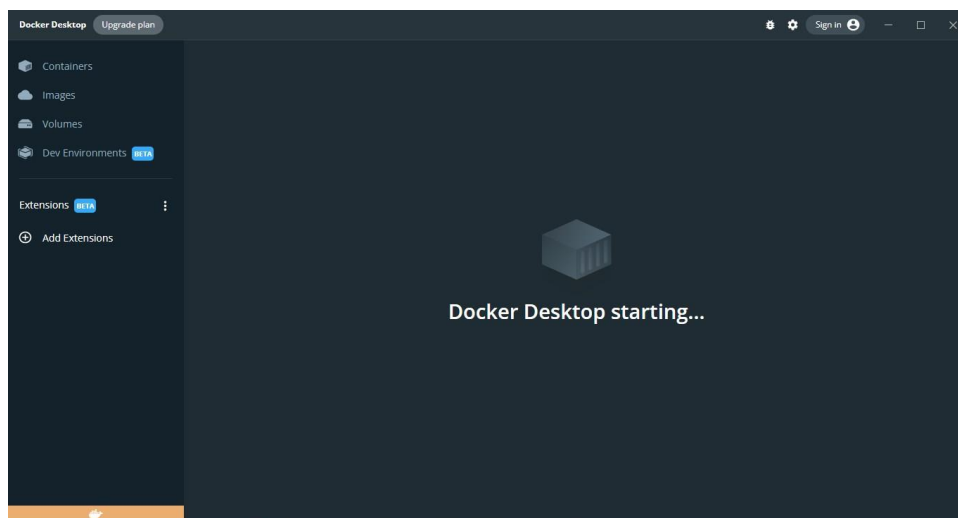 Docker Desktop Upgrade plan Sign in
Containers
Images
Volumes
Dev Environments BETA
Extensions BETA
Add Extensions
Docker Desktop starting...